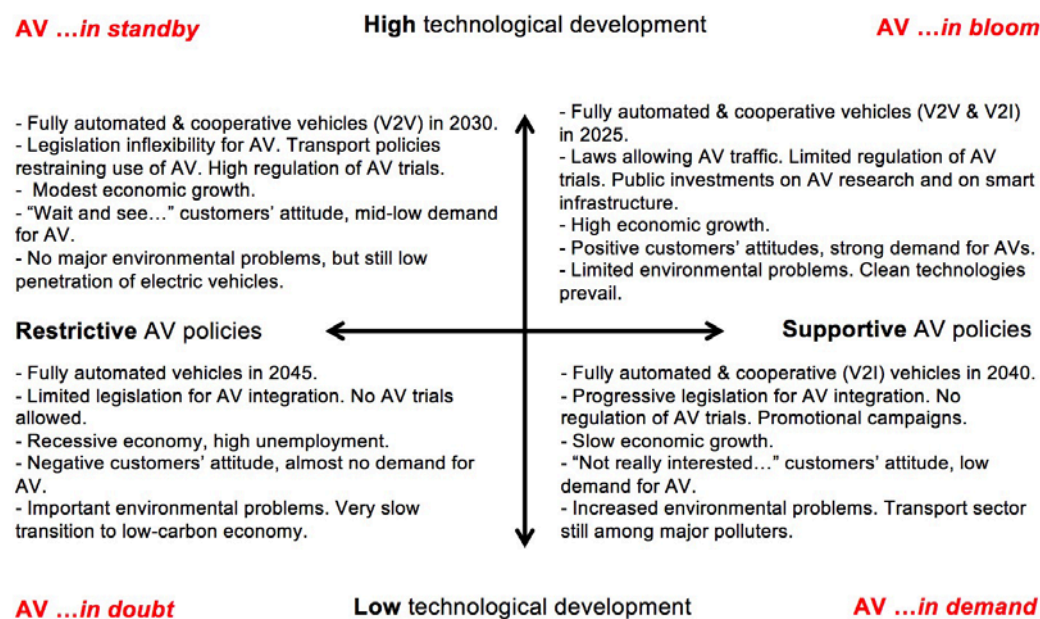 AV ...in standby
High technological development
AV ...in bloom
- Fully automated & cooperative vehicles (V2V) in 2030.
- Legislation inflexibility for AV. Transport policies
restraining use of AV. High regulation of AV trials.
- Modest economic growth.
- “Wait and see…” customers’ attitude, mid-low demand
for AV.
- No major environmental problems, but still low
penetration of electric vehicles.
- Fully automated & cooperative vehicles (V2V & V2I)
in 2025.
- Laws allowing AV traffic. Limited regulation of AV
trials. Public investments on AV research and on smart
infrastructure.
- High economic growth.
- Positive customers’ attitudes, strong demand for AVs.
- Limited environmental problems. Clean technologies
prevail.
Restrictive AV policies
Supportive AV policies
- Fully automated vehicles in 2045.
- Limited legislation for AV integration. No AV trials
allowed.
- Recessive economy, high unemployment.
- Negative customers’ attitude, almost no demand for
AV.
- Important environmental problems. Very slow
transition to low-carbon economy.
- Fully automated & cooperative (V2I) vehicles in 2040.
- Progressive legislation for AV integration. No
regulation of AV trials. Promotional campaigns.
- Slow economic growth.
- “Not really interested…” customers’ attitude, low
demand for AV.
- Increased environmental problems. Transport sector
still among major polluters.
AV ...in doubt
Low technological development
AV ...in demand